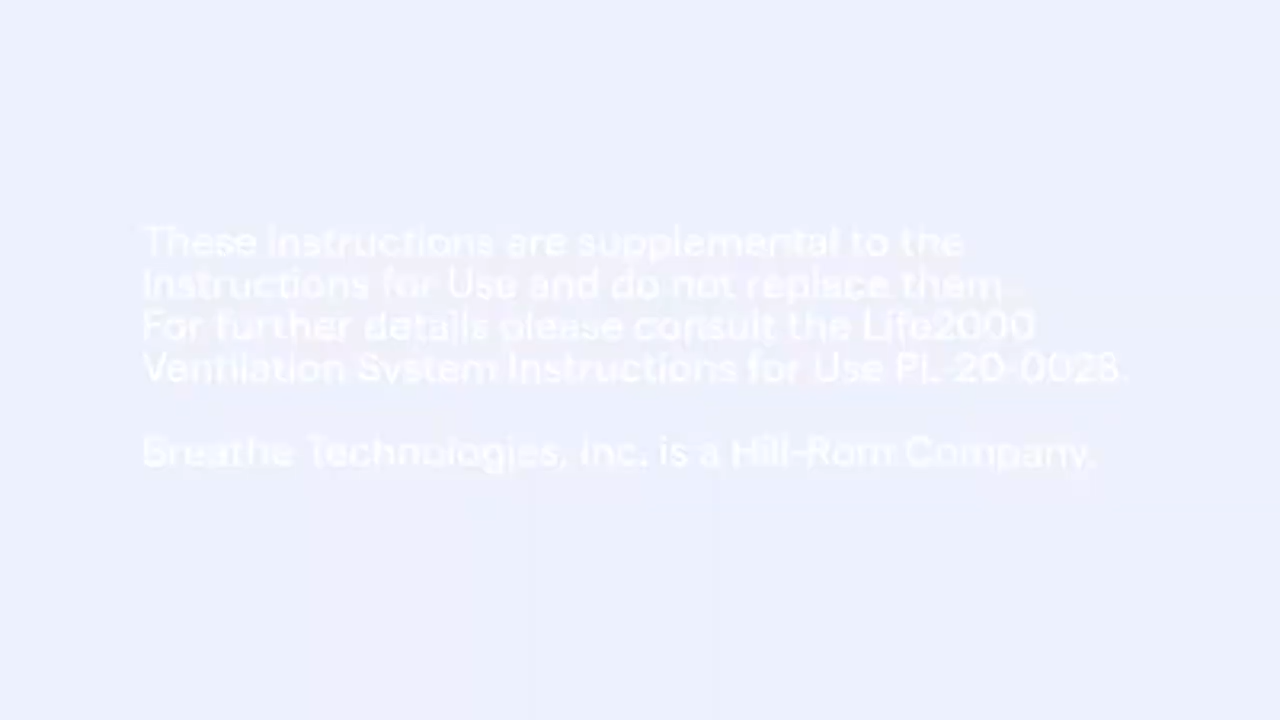 These instructions are supplemental to the
Instructions for Use and do not replace them.
For further details please consult the Life2000
Ventilation System Instructions for Use PL-20-0028.
Breathe Technologies, Inc. is a Hill-Rom Company.